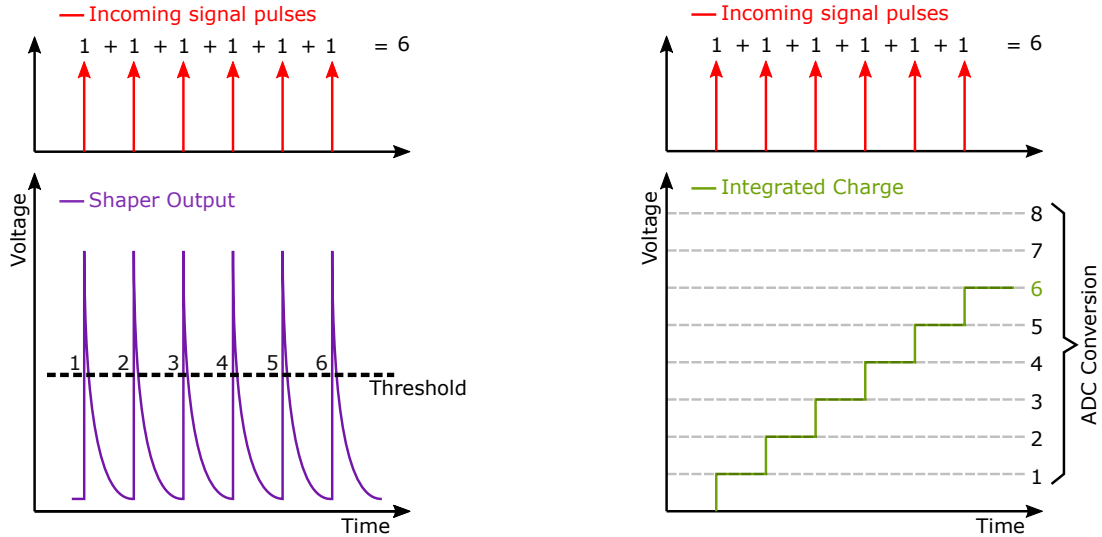 Incoming signal pulses
1 + 1 + 1 + 1 + 1 + 1 = 6
Voltage
Shaper Output
1 2 3 4 5 6
Threshold
Time
Incoming signal pulses
1 + 1 + 1 + 1 + 1 + 1 = 6
Voltage
Integrated Charge
8
7
6
5
4
3
2
1
ADC Conversion
Time